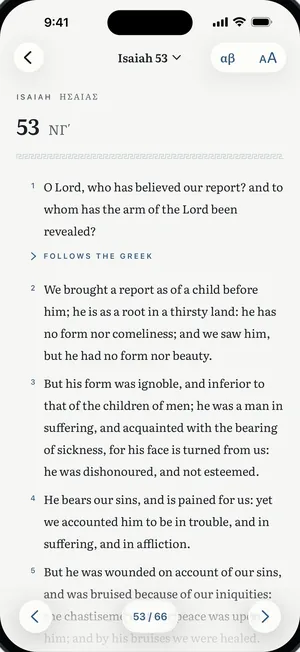 9:41
Isaiah 53
αβ
AA
ISAIAH ΗΣΑΙΑΣ
53 ΝΓʹ
1 O Lord, who has believed our report? and to
whom has the arm of the Lord been
revealed?
FOLLOWS THE GREEK
2 We brought a report as of a child before
him; he is as a root in a thirsty land: he has
no form nor comeliness; and we saw him,
but he had no form nor beauty.
3 But his form was ignoble, and inferior to
that of the children of men; he was a man in
suffering, and acquainted with the bearing
of sickness, for his face is turned from us:
he was dishonoured, and not esteemed.
4 He bears our sins, and is pained for us: yet
we accounted him to be in trouble, and in
suffering, and in affliction.
5 But he was wounded on account of our sins,
and was bruised because of our iniquities:
peace was upon
him; and by his bruises we were healed.
53 / 66